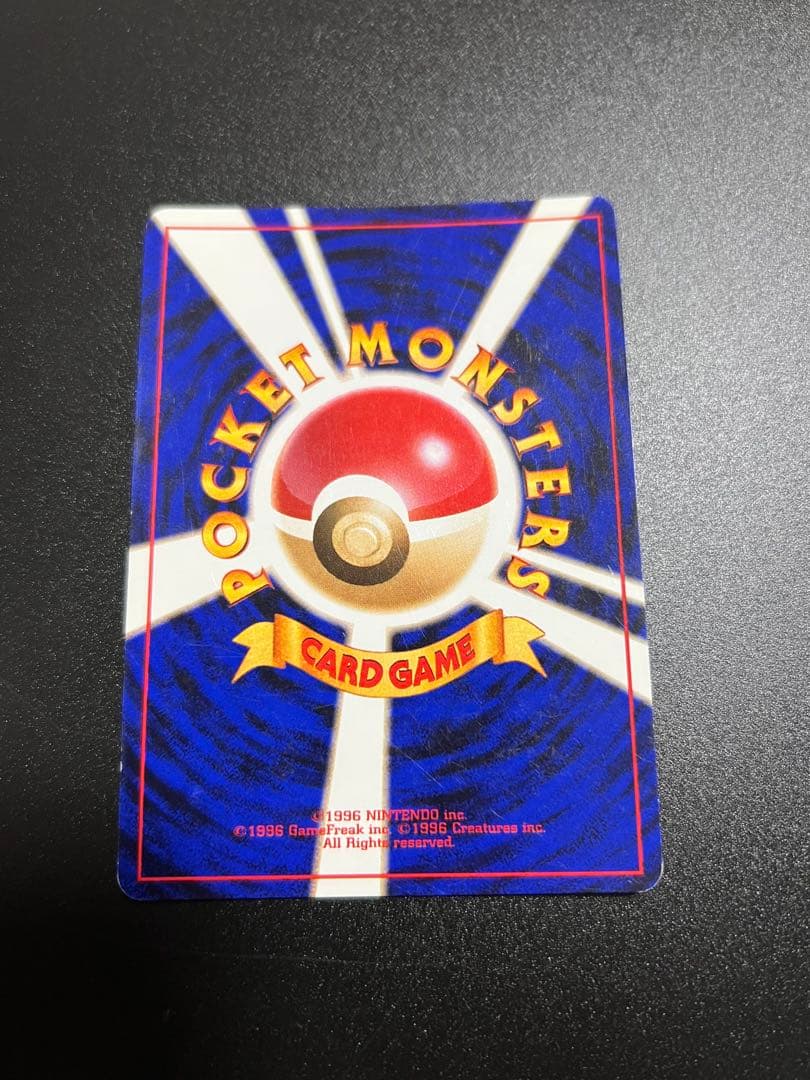 POCKET MONSTERS
CARD GAME
©1996 NINTENDO inc.
©1996 GameFreak inc. ©1996 Creatures inc.
All Rights reserved.